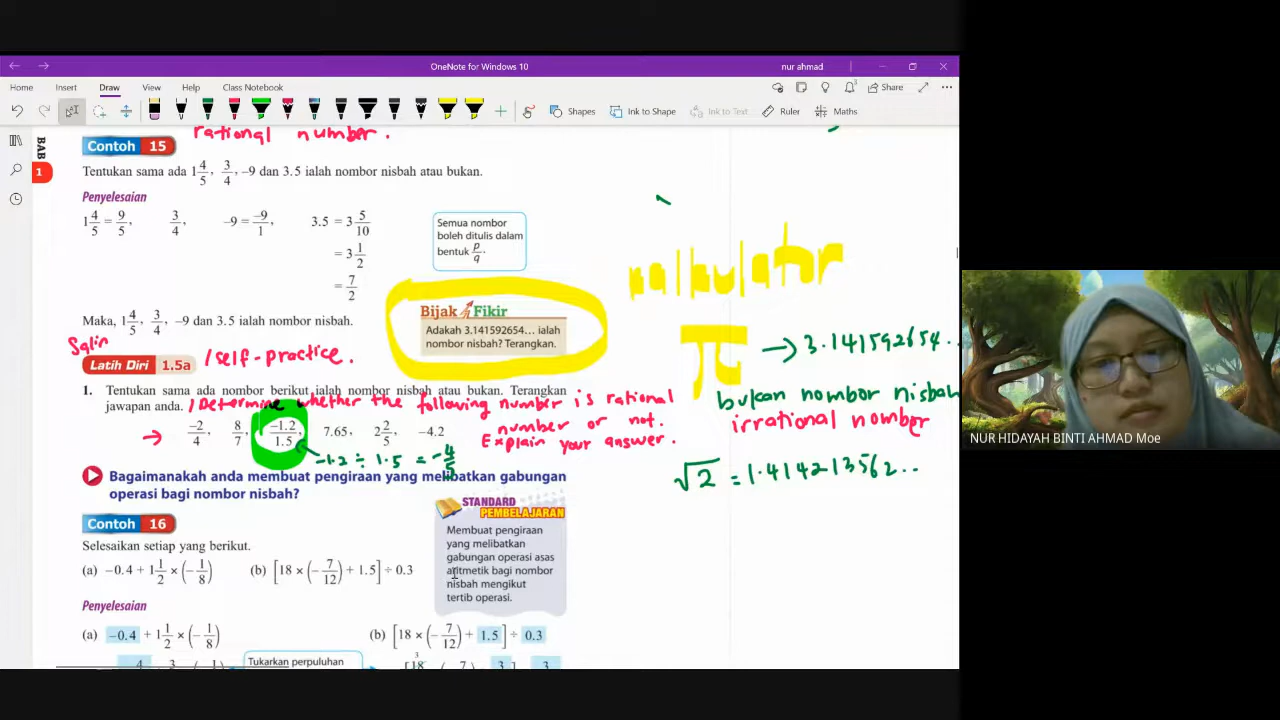 OneNote for Windows 10
nur ahmad
Home Insert Draw View Help Class Notebook
Share
Shapes Ink to Shape Ink to Text Ruler Maths
rational number.
BAB 1
Contoh 15
Tentukan sama ada 1 4/5, 3/4, –9 dan 3.5 ialah nombor nisbah atau bukan.
Penyelesaian
1 4/5 = 9/5, 3/4, –9 = –9/1, 3.5 = 3 5/10
= 3 1/2
= 7/2
Semua nombor
boleh ditulis dalam
bentuk p/q.
Maka, 1 4/5, 3/4, –9 dan 3.5 ialah nombor nisbah.
Bijak Fikir
Adakah 3.141592654... ialah
nombor nisbah? Terangkan.
kalkulator
π → 3.141592654..
bukan nombor nisbah
irrational number
√2 = 1.414213562..
Salin
Latih Diri 1.5a
/self-practice.
1. Tentukan sama ada nombor berikut ialah nombor nisbah atau bukan. Terangkan
jawapan anda.
/Determine whether the following number is rational
number or not.
Explain your answer.
→ –2/4, 8/7, –1.2/1.5, 7.65, 2 2/5, –4.2
-1.2 ÷ 1.5 = -4/5
Bagaimanakah anda membuat pengiraan yang melibatkan gabungan
operasi bagi nombor nisbah?
Contoh 16
Selesaikan setiap yang berikut.
(a) –0.4 + 1 1/2 × (–1/8) (b) [18 × (–7/12) + 1.5] ÷ 0.3
STANDARD
PEMBELAJARAN
Membuat pengiraan
yang melibatkan
gabungan operasi asas
aritmetik bagi nombor
nisbah mengikut
tertib operasi.
Penyelesaian
(a) –0.4 + 1 1/2 × (–1/8) (b) [18 × (–7/12) + 1.5] ÷ 0.3
Tukarkan perpuluhan
NUR HIDAYAH BINTI AHMAD Moe